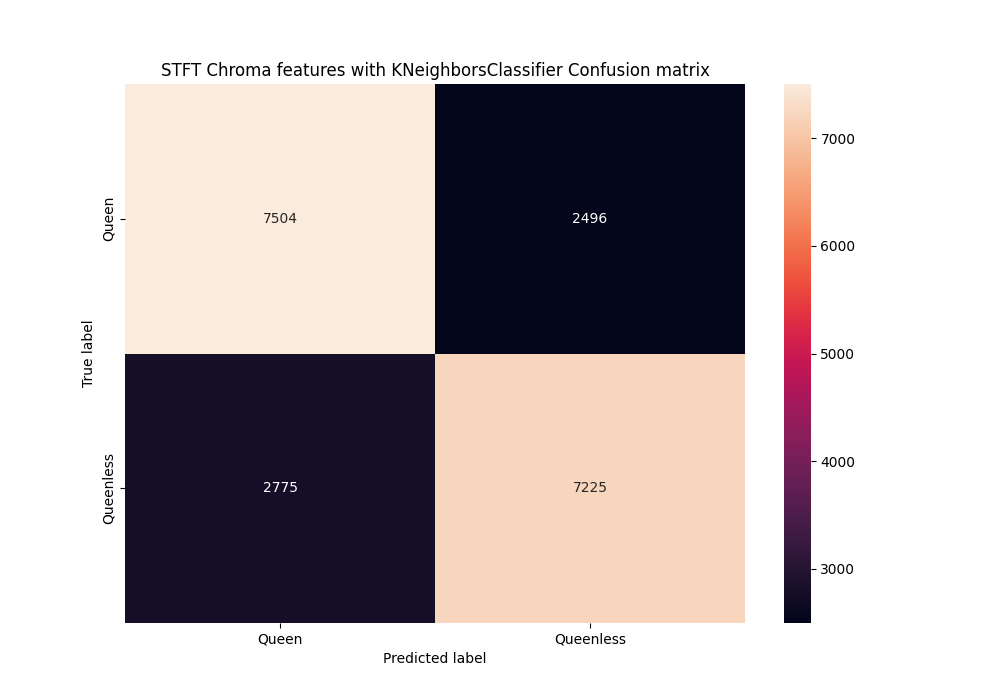 STFT Chroma features with KNeighborsClassifier Confusion matrix
True label
Queen
Queenless
7504
2496
2775
7225
Queen
Queenless
Predicted label
7000
6000
5000
4000
3000